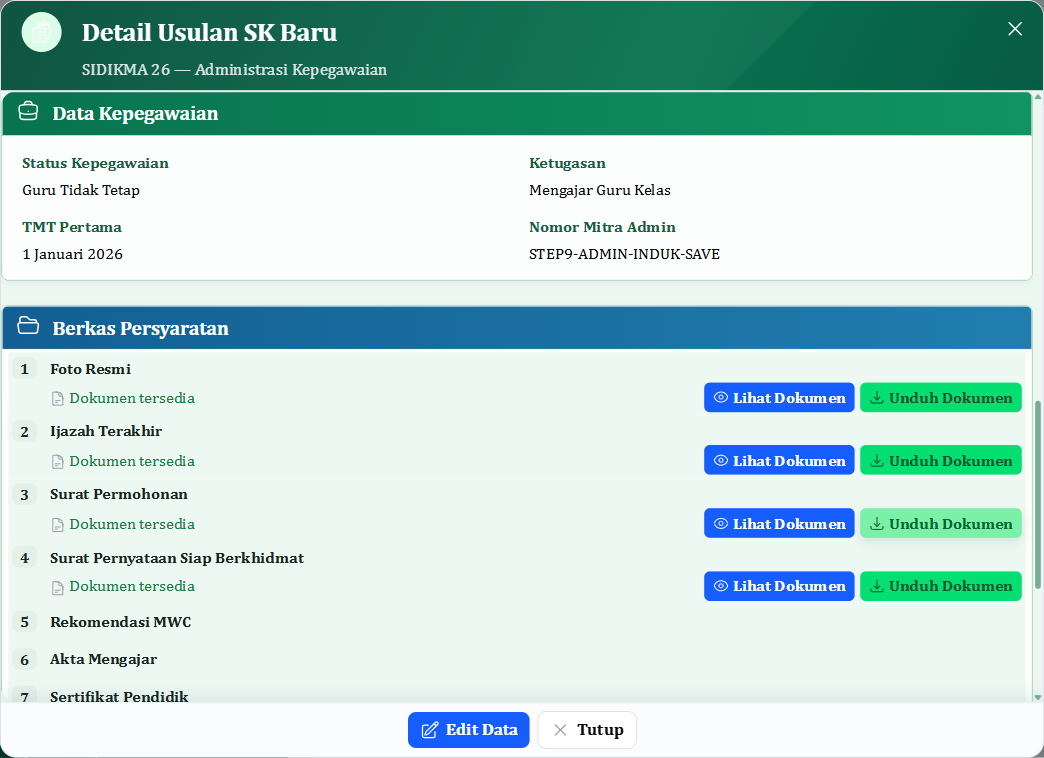 Detail Usulan SK Baru
SIDIKMA 26 — Administrasi Kepegawaian
Data Kepegawaian
Status Kepegawaian
Guru Tidak Tetap
Ketugasan
Mengajar Guru Kelas
TMT Pertama
1 Januari 2026
Nomor Mitra Admin
STEP9-ADMIN-INDUK-SAVE
Berkas Persyaratan
1 Foto Resmi
Dokumen tersedia Lihat Dokumen Unduh Dokumen
2 Ijazah Terakhir
Dokumen tersedia Lihat Dokumen Unduh Dokumen
3 Surat Permohonan
Dokumen tersedia Lihat Dokumen Unduh Dokumen
4 Surat Pernyataan Siap Berkhidmat
Dokumen tersedia Lihat Dokumen Unduh Dokumen
5 Rekomendasi MWC
6 Akta Mengajar
7 Sertifikat Pendidik
Edit Data Tutup